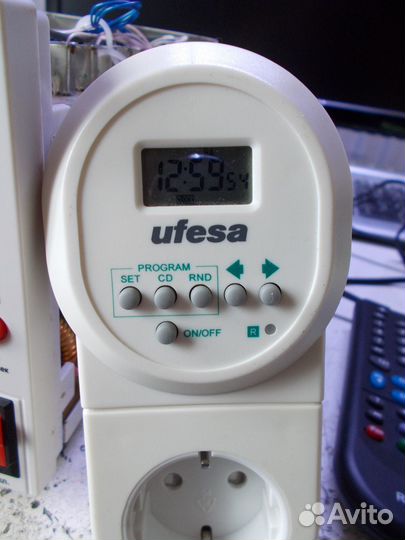 12:59 54
ufesa
PROGRAM
SET CD RND
ON/OFF
R
Avito